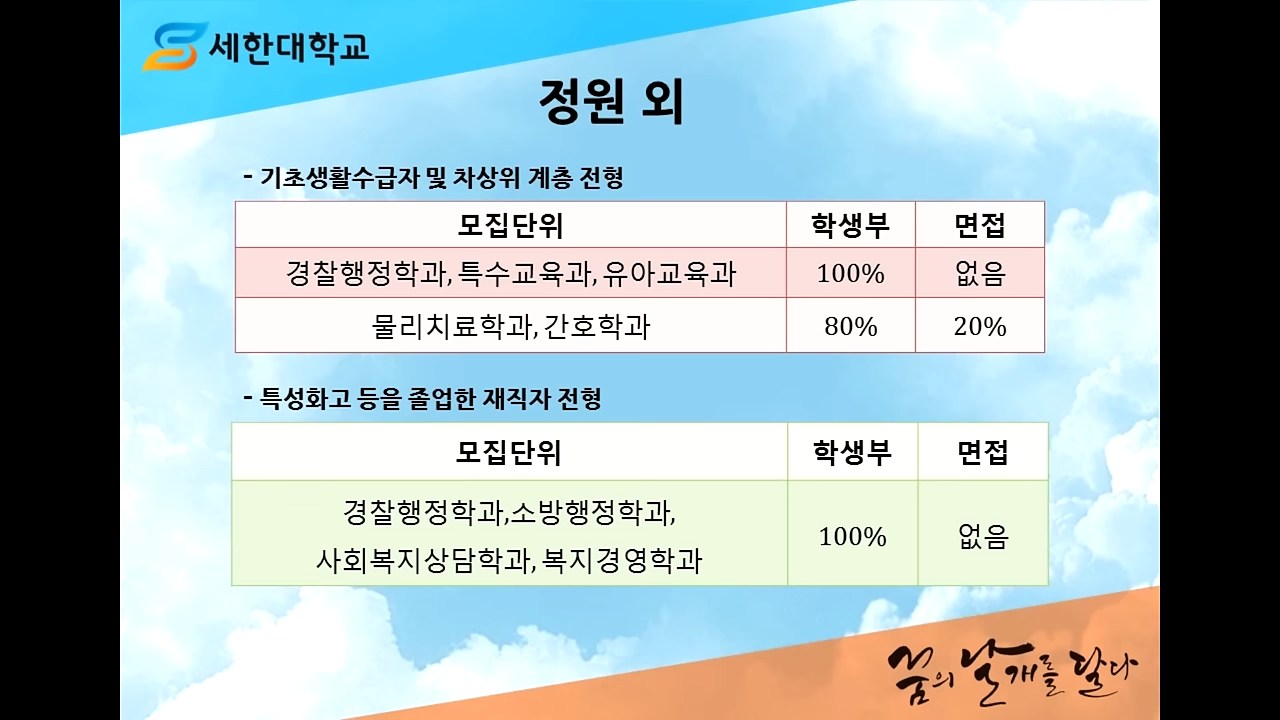 세한대학교
정원 외
- 기초생활수급자 및 차상위 계층 전형
모집단위 학생부 면접
경찰행정학과, 특수교육과, 유아교육과 100% 없음
물리치료학과, 간호학과 80% 20%
- 특성화고 등을 졸업한 재직자 전형
모집단위 학생부 면접
경찰행정학과,소방행정학과,
사회복지상담학과, 복지경영학과 100% 없음
꿈의 날개를 달다